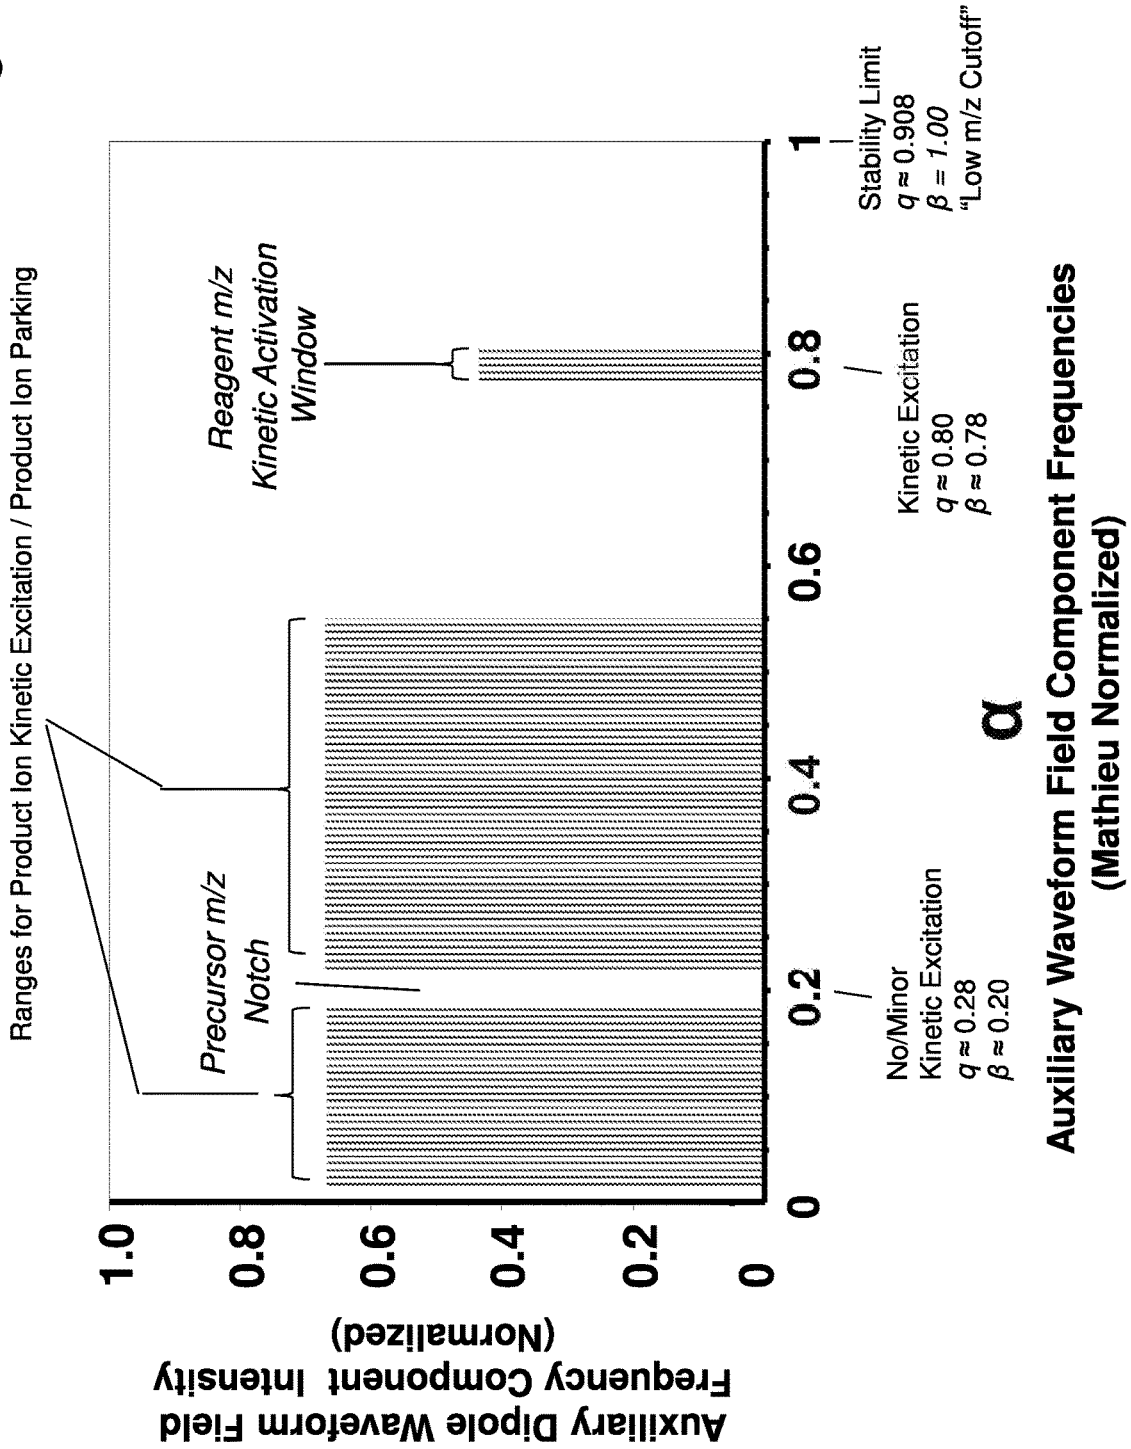 Ranges for Product Ion Kinetic Excitation / Product Ion Parking
Precursor m/z
Notch
Reagent m/z
Kinetic Activation
Window
Auxiliary Dipole Waveform Field
Frequency Component Intensity
(Normalized)
1.0
0.8
0.6
0.4
0.2
0
0
0.2
0.4
0.6
0.8
1
No/Minor
Kinetic Excitation
q ≈ 0.28
β ≈ 0.20
Kinetic Excitation
q ≈ 0.80
β ≈ 0.78
Stability Limit
q ≈ 0.908
β = 1.00
“Low m/z Cutoff”
α
Auxiliary Waveform Field Component Frequencies
(Mathieu Normalized)